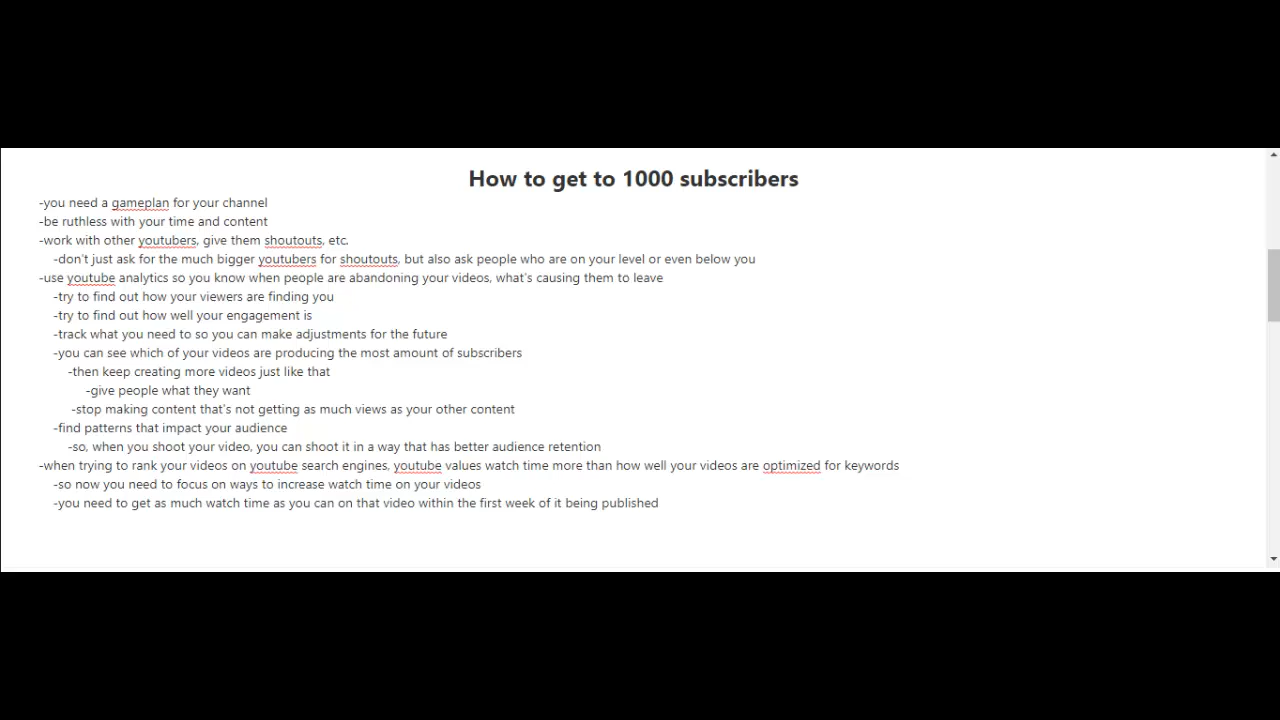 How to get to 1000 subscribers
-you need a gameplan for your channel
-be ruthless with your time and content
-work with other youtubers, give them shoutouts, etc.
-don't just ask for the much bigger youtubers for shoutouts, but also ask people who are on your level or even below you
-use youtube analytics so you know when people are abandoning your videos, what's causing them to leave
-try to find out how your viewers are finding you
-try to find out how well your engagement is
-track what you need to so you can make adjustments for the future
-you can see which of your videos are producing the most amount of subscribers
-then keep creating more videos just like that
-give people what they want
-stop making content that's not getting as much views as your other content
-find patterns that impact your audience
-so, when you shoot your video, you can shoot it in a way that has better audience retention
-when trying to rank your videos on youtube search engines, youtube values watch time more than how well your videos are optimized for keywords
-so now you need to focus on ways to increase watch time on your videos
-you need to get as much watch time as you can on that video within the first week of it being published